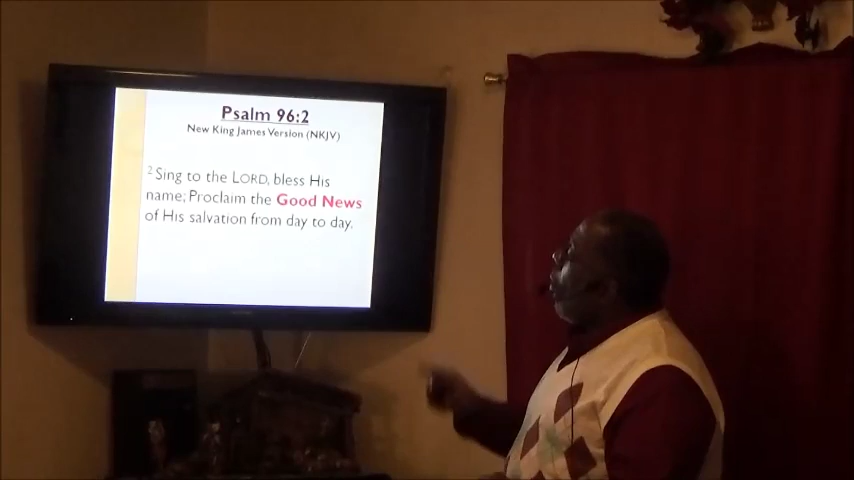 Psalm 96:2
New King James Version (NKJV)
2 Sing to the LORD, bless His
name; Proclaim the Good News
of His salvation from day to day.